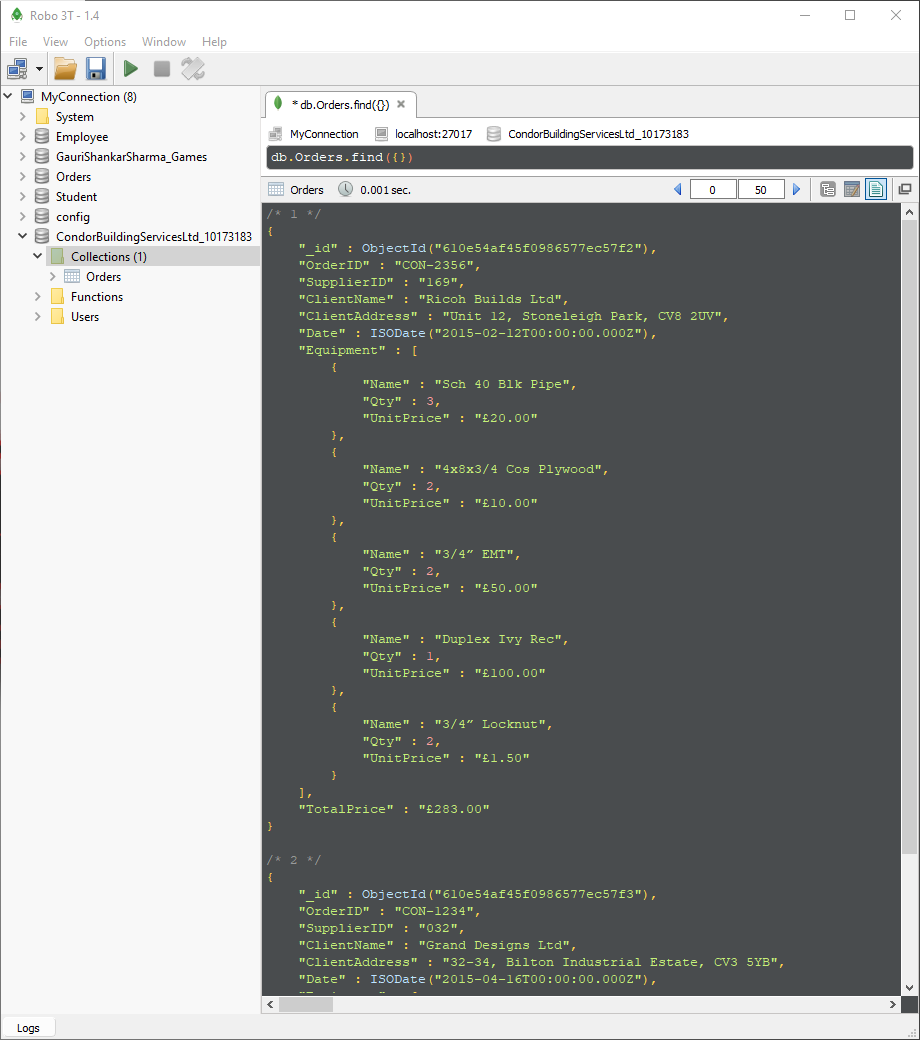 Robo 3T - 1.4
File View Options Window Help
MyConnection (8)
System
Employee
GauriShankarSharma_Games
Orders
Student
config
CondorBuildingServicesLtd_10173183
Collections (1)
Orders
Functions
Users
* db.Orders.find({})
MyConnection localhost:27017 CondorBuildingServicesLtd_10173183
db.Orders.find({})
Orders 0.001 sec. 0 50
/* 1 */
{
"_id" : ObjectId("610e54af45f0986577ec57f2"),
"OrderID" : "CON-2356",
"SupplierID" : "169",
"ClientName" : "Ricoh Builds Ltd",
"ClientAddress" : "Unit 12, Stoneleigh Park, CV8 2UV",
"Date" : ISODate("2015-02-12T00:00:00.000Z"),
"Equipment" : [
{
"Name" : "Sch 40 Blk Pipe",
"Qty" : 3,
"UnitPrice" : "£20.00"
},
{
"Name" : "4x8x3/4 Cos Plywood",
"Qty" : 2,
"UnitPrice" : "£10.00"
},
{
"Name" : "3/4” EMT",
"Qty" : 2,
"UnitPrice" : "£50.00"
},
{
"Name" : "Duplex Ivy Rec",
"Qty" : 1,
"UnitPrice" : "£100.00"
},
{
"Name" : "3/4” Locknut",
"Qty" : 2,
"UnitPrice" : "£1.50"
}
],
"TotalPrice" : "£283.00"
}
/* 2 */
{
"_id" : ObjectId("610e54af45f0986577ec57f3"),
"OrderID" : "CON-1234",
"SupplierID" : "032",
"ClientName" : "Grand Designs Ltd",
"ClientAddress" : "32-34, Bilton Industrial Estate, CV3 5YB",
"Date" : ISODate("2015-04-16T00:00:00.000Z"),
Logs